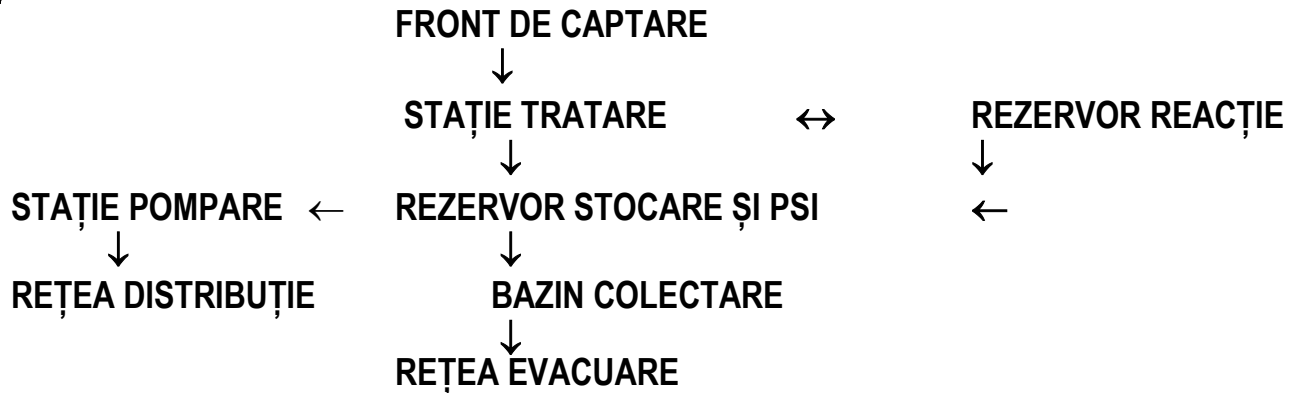 FRONT DE CAPTARE
↓
STAȚIE TRATARE ↔ REZERVOR REACȚIE
↓ ↓
STAȚIE POMPARE ← REZERVOR STOCARE ȘI PSI ←
↓ ↓
REȚEA DISTRIBUȚIE BAZIN COLECTARE
↓
REȚEA EVACUARE